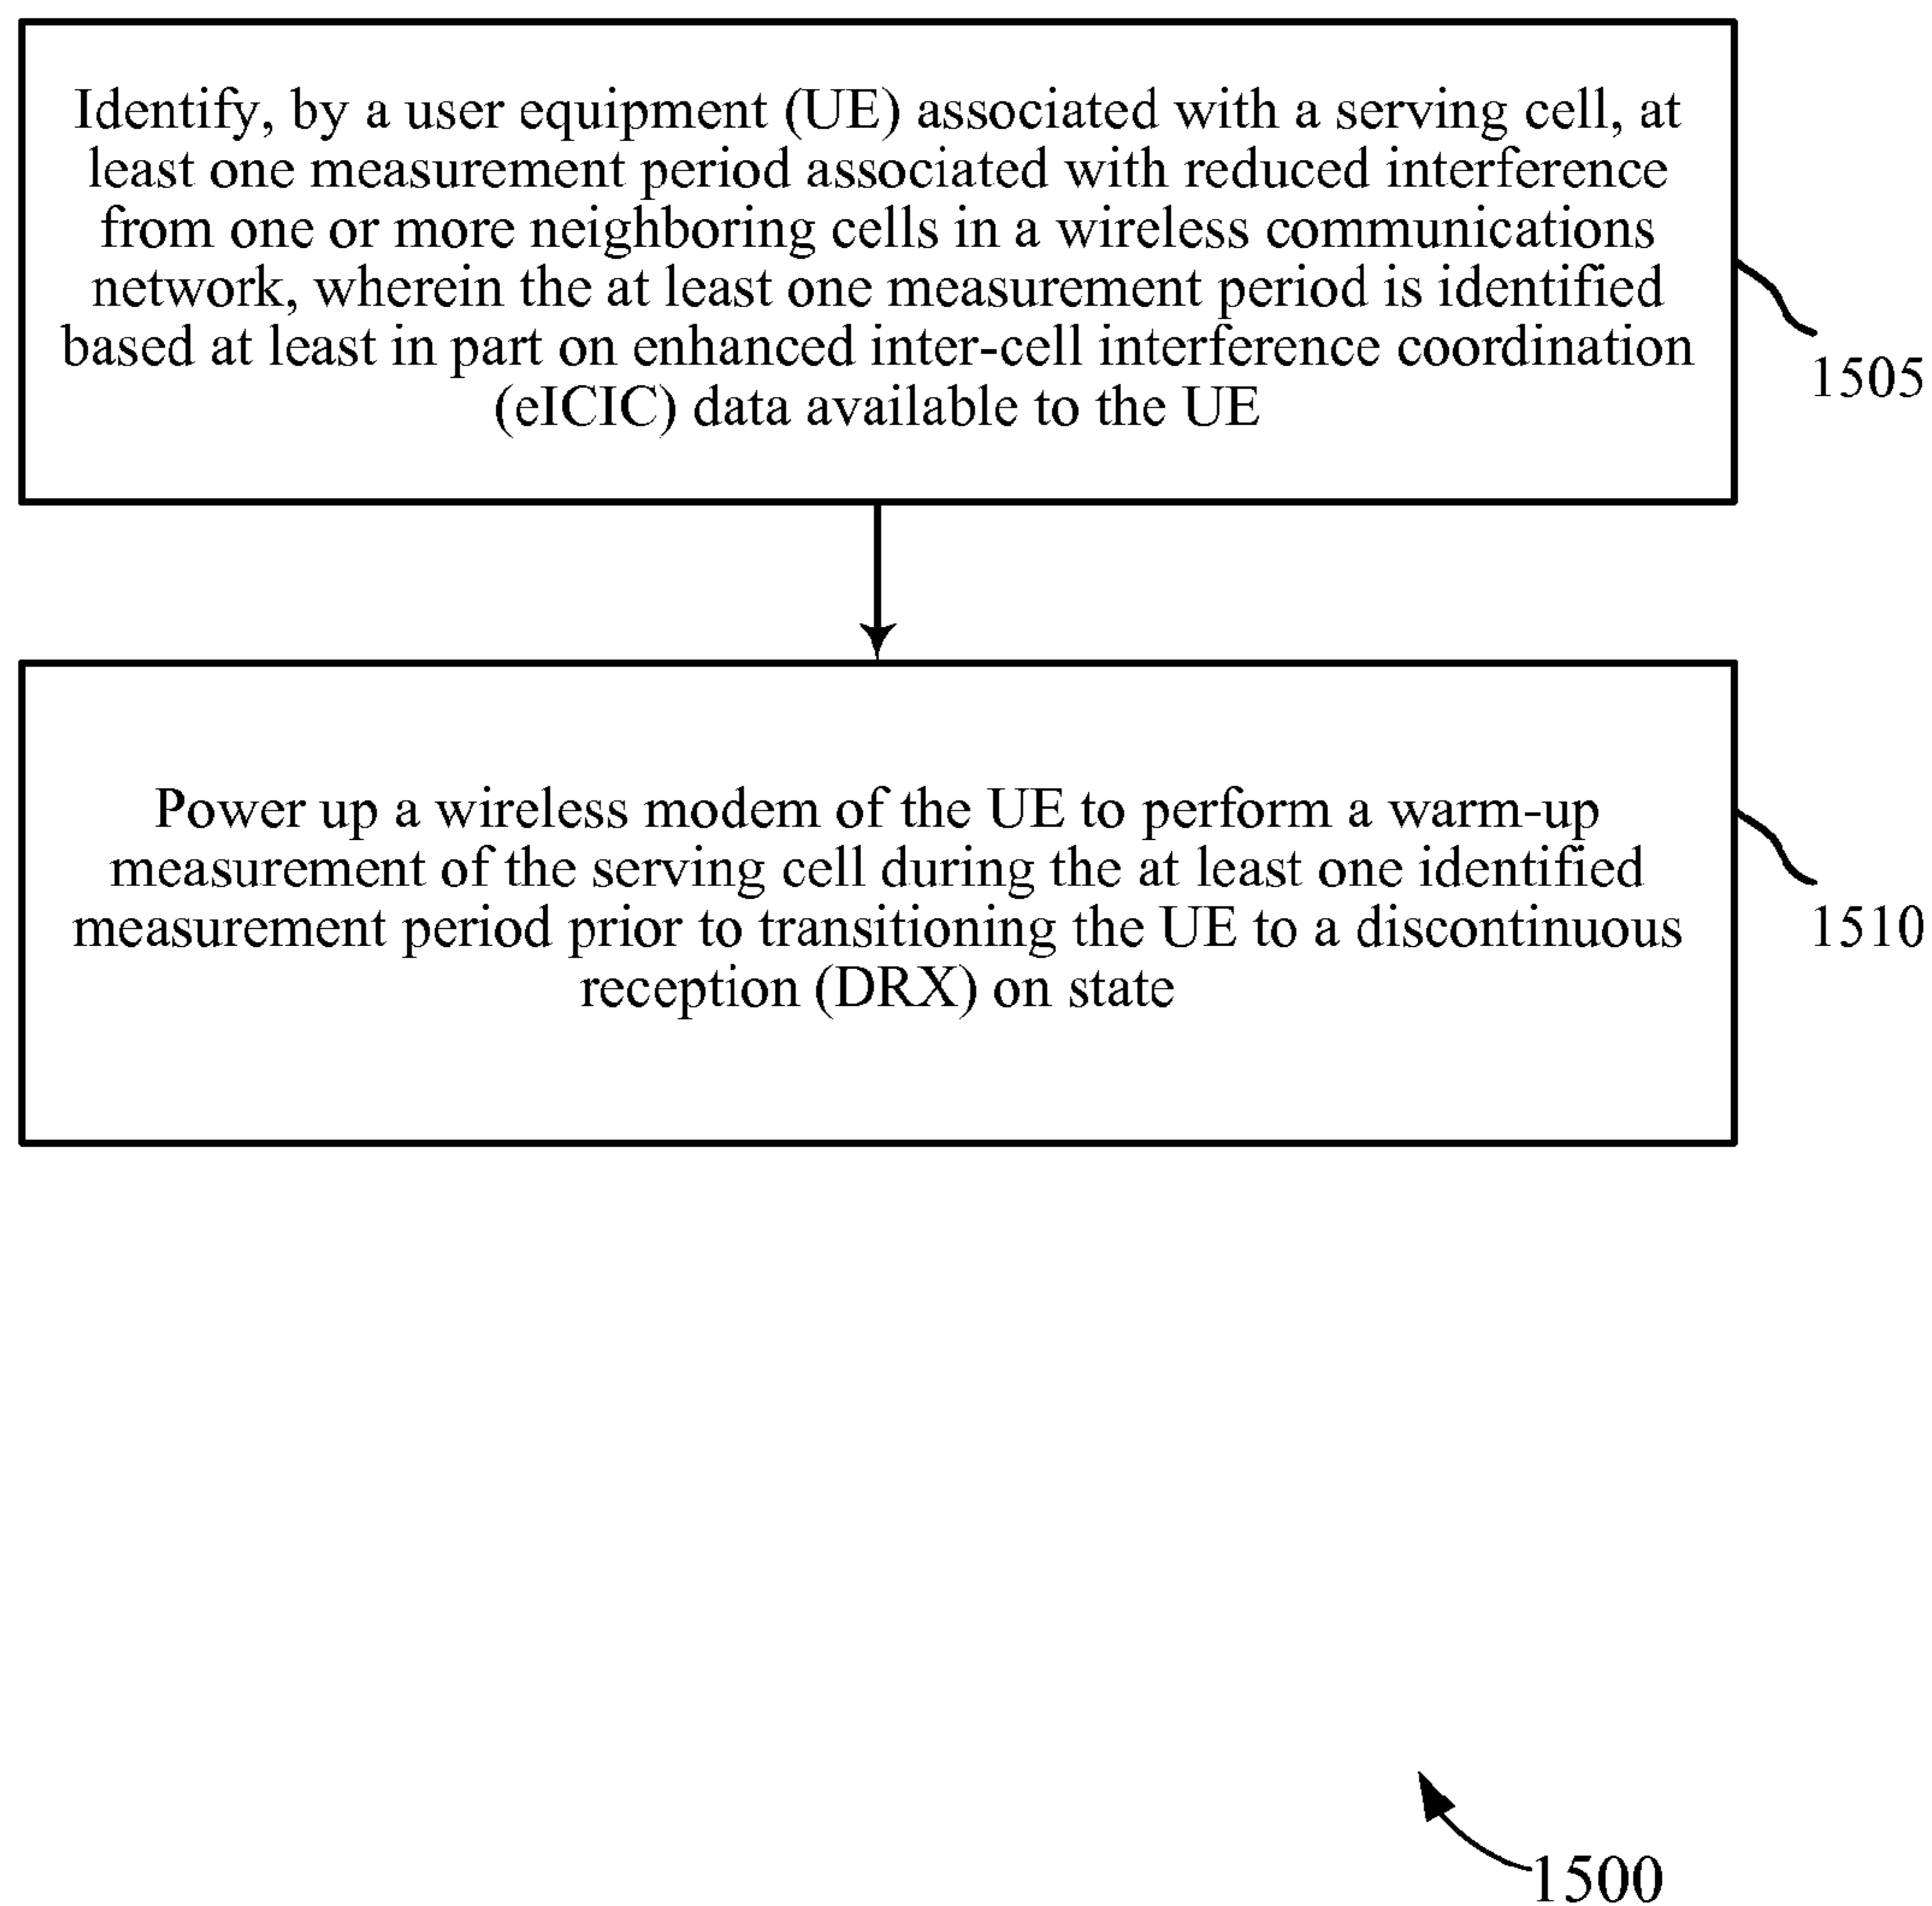 Identify, by a user equipment (UE) associated with a serving cell, at
least one measurement period associated with reduced interference
from one or more neighboring cells in a wireless communications
network, wherein the at least one measurement period is identified
based at least in part on enhanced inter-cell interference coordination
(eICIC) data available to the UE
1505
Power up a wireless modem of the UE to perform a warm-up
measurement of the serving cell during the at least one identified
measurement period prior to transitioning the UE to a discontinuous
reception (DRX) on state
1510
1500